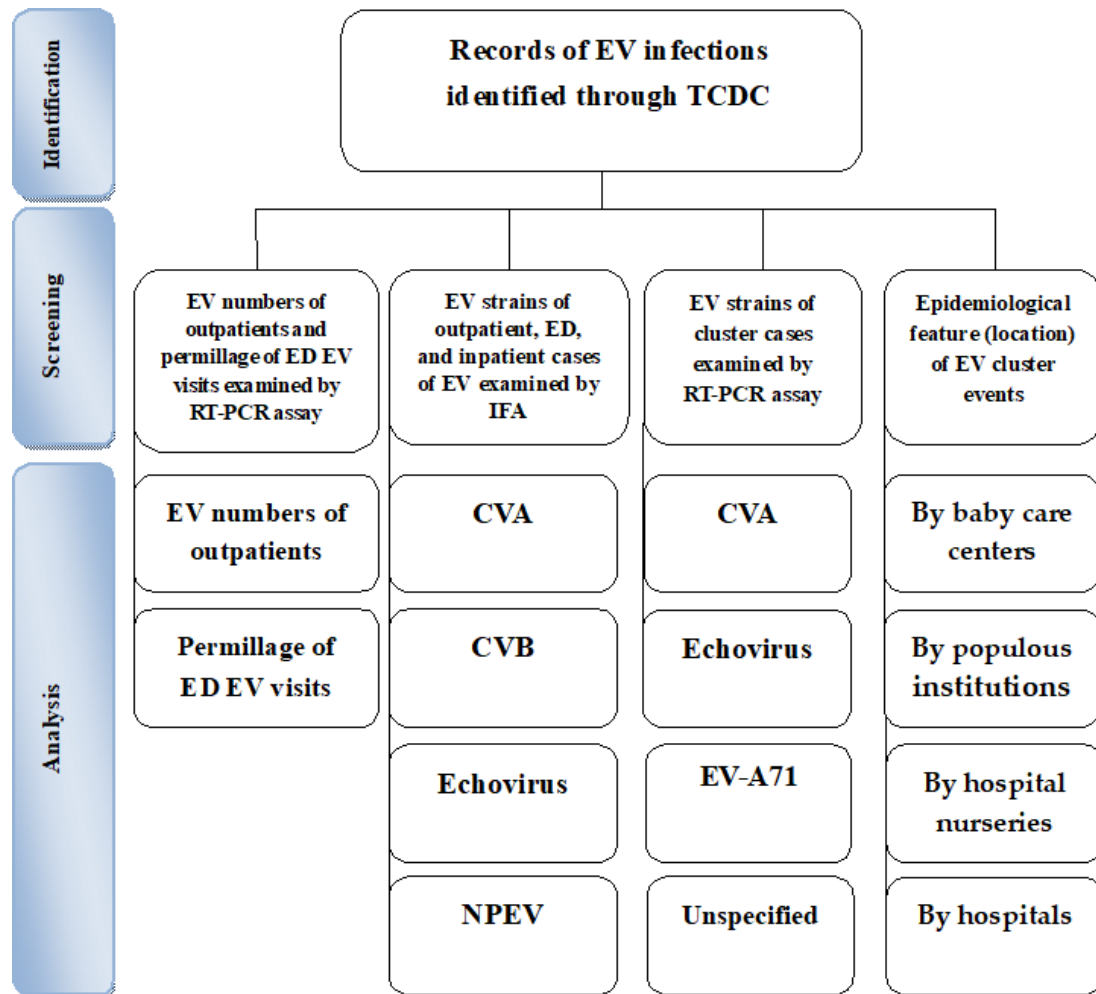 Identification
Records of EV infections
identified through TCDC
Screening
EV numbers of
outpatients and
permillage of ED EV
visits examined by
RT-PCR assay
EV strains of
outpatient, ED,
and inpatient cases
of EV examined by
IFA
EV strains of
cluster cases
examined by
RT-PCR assay
Epidemiological
feature (location)
of EV cluster
events
Analysis
EV numbers of
outpatients
Permillage of
ED EV visits
CVA
CVB
Echovirus
NPEV
CVA
Echovirus
EV-A71
Unspecified
By baby care
centers
By populous
institutions
By hospital
nurseries
By hospitals